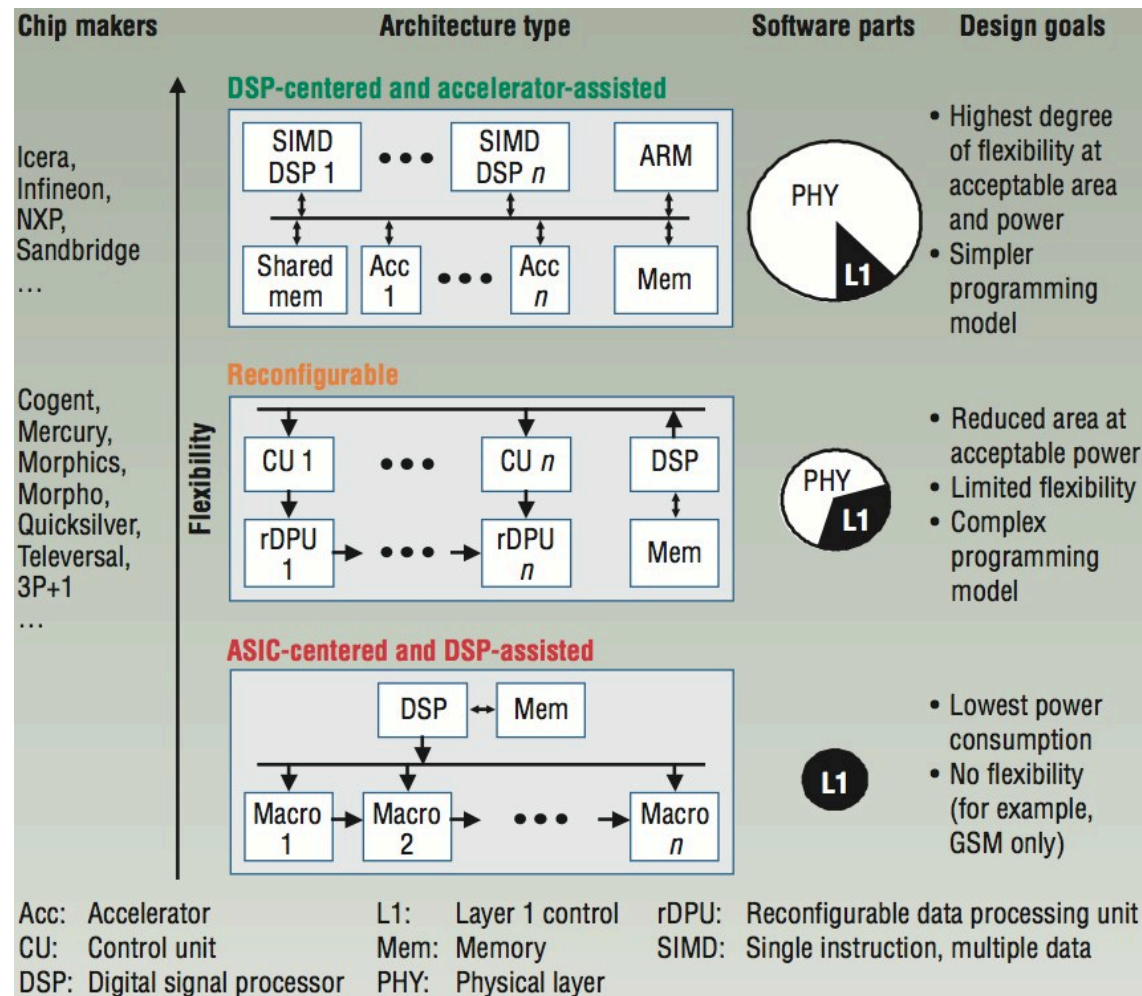 Chip makers
Architecture type
Software parts
Design goals
DSP-centered and accelerator-assisted
Icera,
Infineon,
NXP,
Sandbridge
...
SIMD
DSP 1
•••
SIMD
DSP n
ARM
Shared
mem
Acc
1
•••
Acc
n
Mem
PHY
L1
• Highest degree
of flexibility at
acceptable area
and power
• Simpler
programming
model
Flexibility
Reconfigurable
Cogent,
Mercury,
Morphics,
Morpho,
Quicksilver,
Televersal,
3P+1
...
CU 1
•••
CU n
DSP
rDPU
1
•••
rDPU
n
Mem
PHY
L1
• Reduced area at
acceptable power
• Limited flexibility
• Complex
programming
model
ASIC-centered and DSP-assisted
DSP
Mem
Macro
1
Macro
2
•••
Macro
n
L1
• Lowest power
consumption
• No flexibility
(for example,
GSM only)
Acc: Accelerator
CU: Control unit
DSP: Digital signal processor
L1: Layer 1 control
Mem: Memory
PHY: Physical layer
rDPU: Reconfigurable data processing unit
SIMD: Single instruction, multiple data